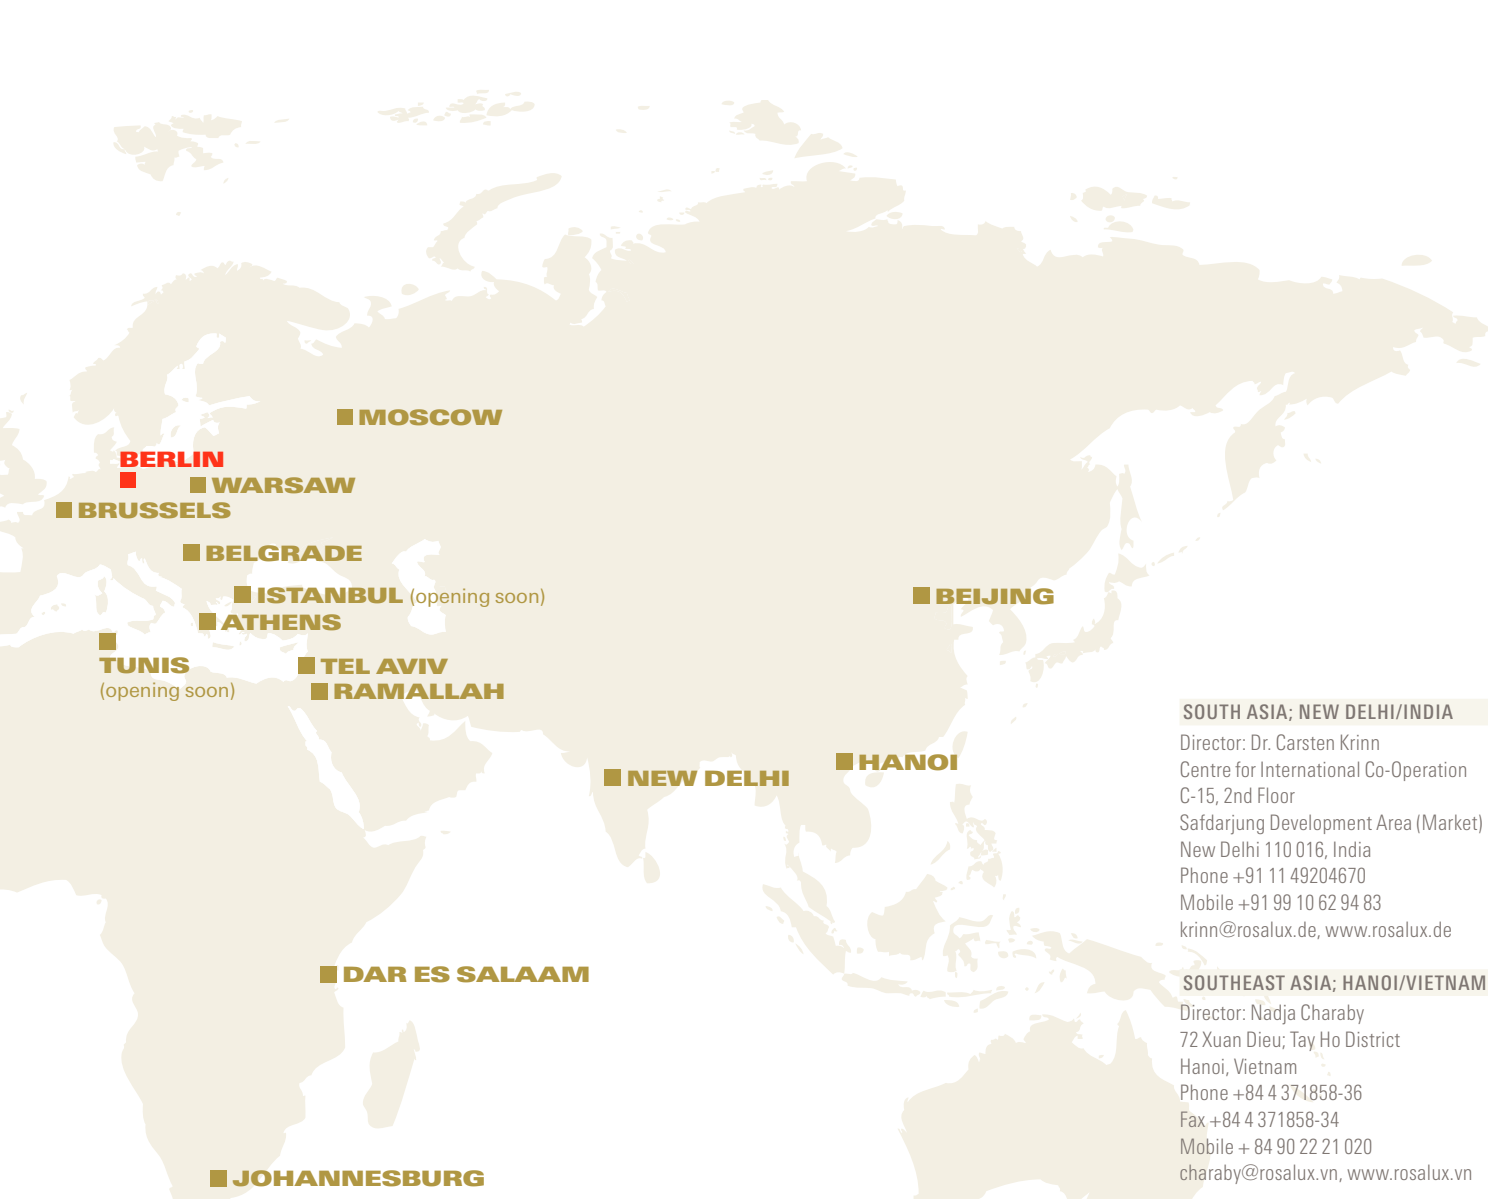 MOSCOW
BERLIN
WARSAW
BRUSSELS
BELGRADE
ISTANBUL (opening soon)
BEIJING
ATHENS
TUNIS
(opening soon)
TEL AVIV
RAMALLAH
HANOI
NEW DELHI
DAR ES SALAAM
JOHANNESBURG
SOUTH ASIA; NEW DELHI/INDIA
Director: Dr. Carsten Krinn
Centre for International Co-Operation
C-15, 2nd Floor
Safdarjung Development Area (Market)
New Delhi 110 016, India
Phone +91 11 49204670
Mobile +91 99 10 62 94 83
krinn@rosalux.de, www.rosalux.de
SOUTHEAST ASIA; HANOI/VIETNAM
Director: Nadja Charaby
72 Xuan Dieu; Tay Ho District
Hanoi, Vietnam
Phone +84 4 371858-36
Fax +84 4 371858-34
Mobile + 84 90 22 21 020
charaby@rosalux.vn, www.rosalux.vn